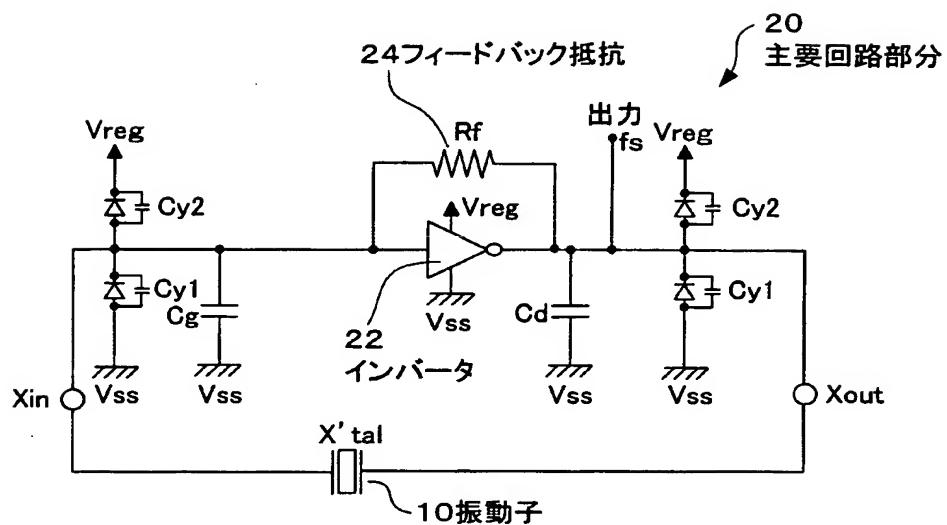 20
主要回路部分
24フィードバック抵抗
出力
fs
Vreg
Rf
Vreg
Cy2
Vreg
Cy2
Cy1
Cg
Vss
Cd
Cy1
22
インバータ
Vss
Vss
Vss
Vss
Xin
Xout
X'tal
10振動子